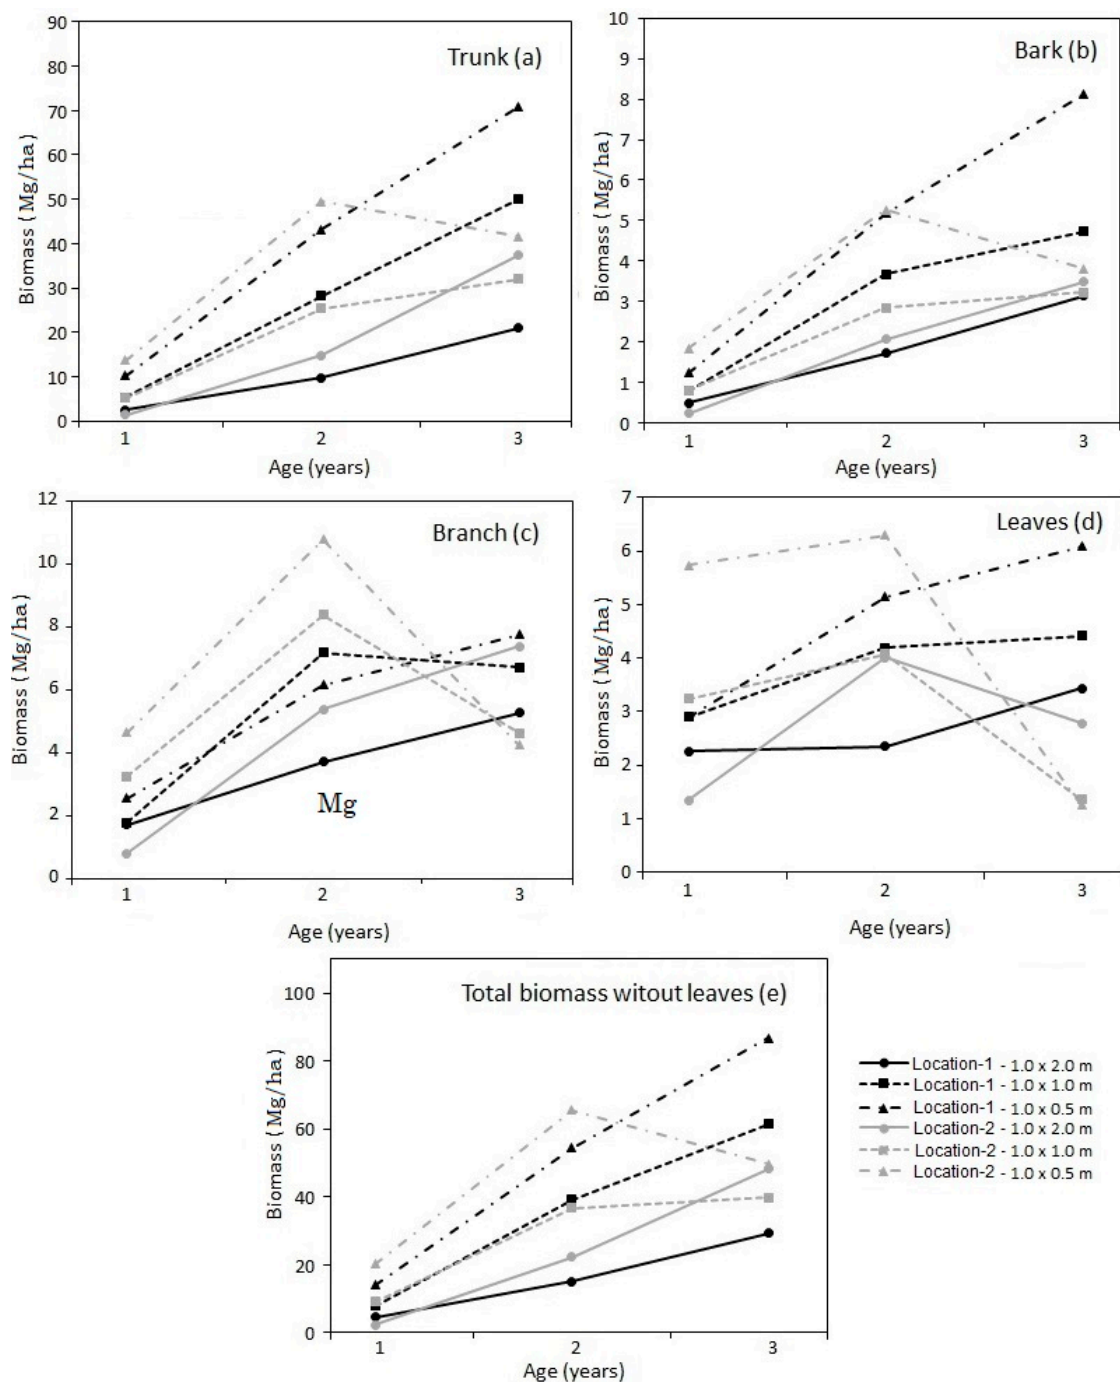 Trunk (a)
Biomass ( Mg/ha)
90
80
70
60
50
40
30
20
10
0
1
2
3
Age (years)
Bark (b)
Biomass ( Mg/ha)
10
9
8
7
6
5
4
3
2
1
0
1
2
3
Age (years)
Branch (c)
Biomass ( Mg/ha)
12
10
8
6
4
2
0
Mg
1
2
3
Age (years)
Leaves (d)
Biomass ( Mg/ha)
7
6
5
4
3
2
1
0
1
2
3
Age (years)
Total biomass witout leaves (e)
Biomass ( Mg/ha)
100
80
60
40
20
0
1
2
3
Age (years)
Location-1 - 1.0 x 2.0 m
Location-1 - 1.0 x 1.0 m
Location-1 - 1.0 x 0.5 m
Location-2 - 1.0 x 2.0 m
Location-2 - 1.0 x 1.0 m
Location-2 - 1.0 x 0.5 m